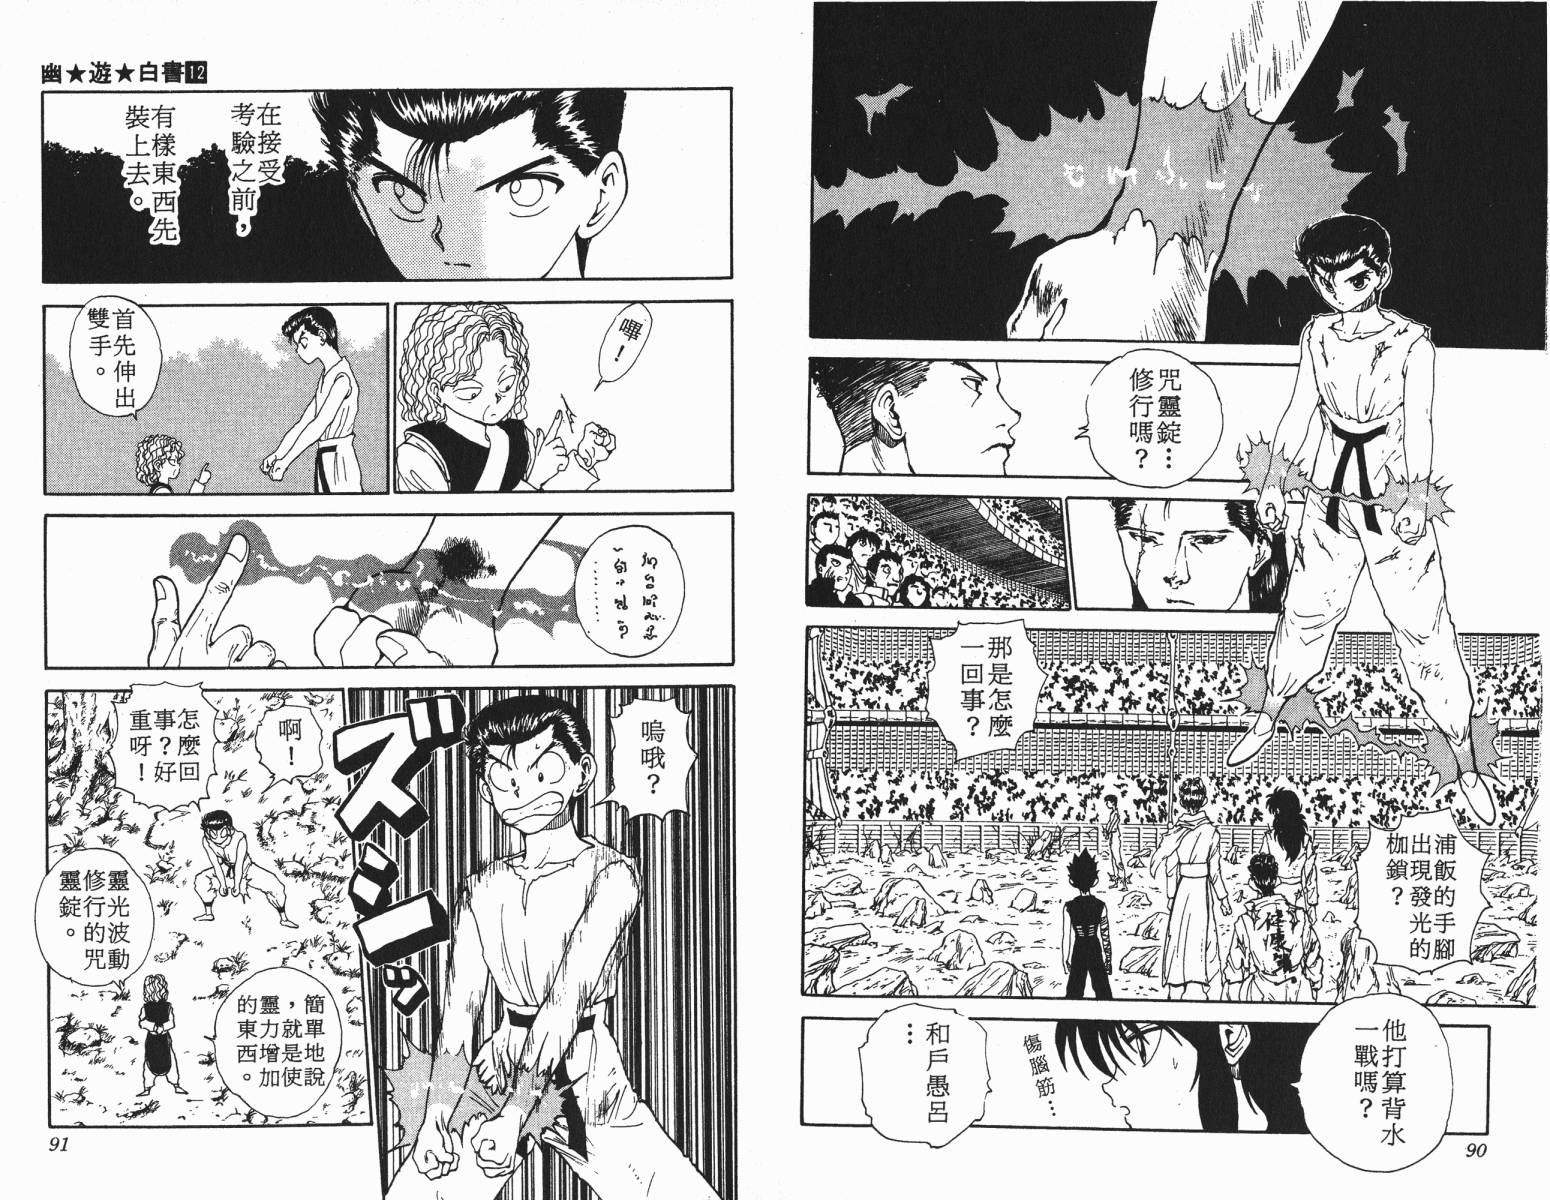 咒靈錠…
修行嗎？
那是怎麼
一回事？
浦飯的手腳
出現發光的
枷鎖？
他打算背水
一戰嗎？
傷腦筋…
和戶愚呂
…
90
幽★遊★白書12
在接受
考驗之前，
有樣東西先
裝上去。
嗶！
首先伸出
雙手。
嗚哦？
ズシーッ
啊！
怎麼回
事？好
重呀！
靈光波動
修行的咒
靈錠。
簡單地說
，就是使
靈力增加
的東西。
91